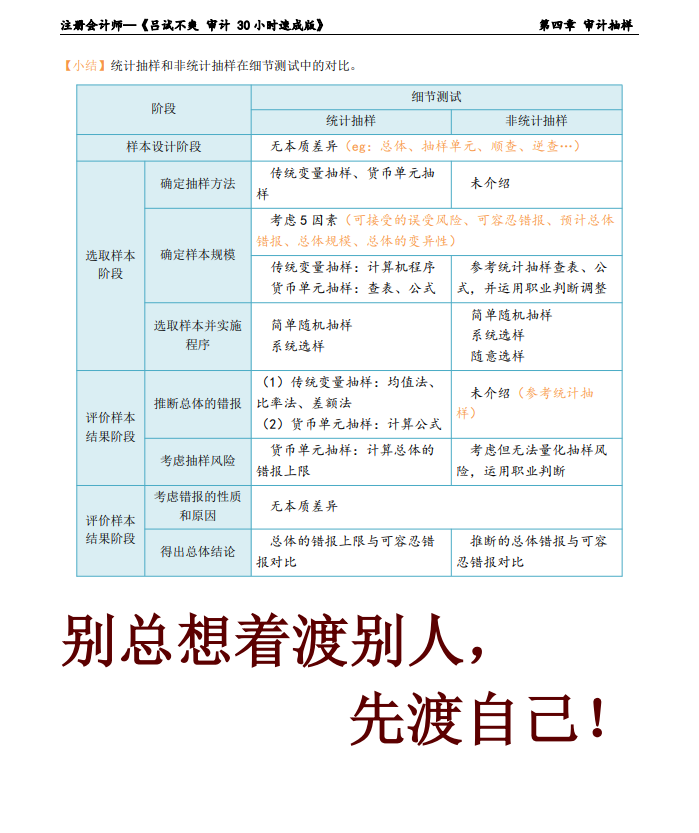 注册会计师—《吕试不爽 审计 30小时速成版》 第四章 审计抽样
【小结】统计抽样和非统计抽样在细节测试中的对比。
阶段
细节测试
统计抽样
非统计抽样
样本设计阶段
无本质差异（eg：总体、抽样单元、顺查、逆查…）
选取样本
阶段
确定抽样方法
传统变量抽样、货币单元抽
样
未介绍
确定样本规模
考虑5因素（可接受的误受风险、可容忍错报、预计总体
错报、总体规模、总体的变异性）
传统变量抽样：计算机程序
货币单元抽样：查表、公式
参考统计抽样查表、公
式，并运用职业判断调整
选取样本并实施
程序
简单随机抽样
系统选样
简单随机抽样
系统选样
随意选样
评价样本
结果阶段
推断总体的错报
（1）传统变量抽样：均值法、
比率法、差额法
（2）货币单元抽样：计算公式
未介绍（参考统计抽
样）
考虑抽样风险
货币单元抽样：计算总体的
错报上限
考虑但无法量化抽样风
险，运用职业判断
评价样本
结果阶段
考虑错报的性质
和原因
无本质差异
得出总体结论
总体的错报上限与可容忍错
报对比
推断的总体错报与可容
忍错报对比
别总想着渡别人，
先渡自己！